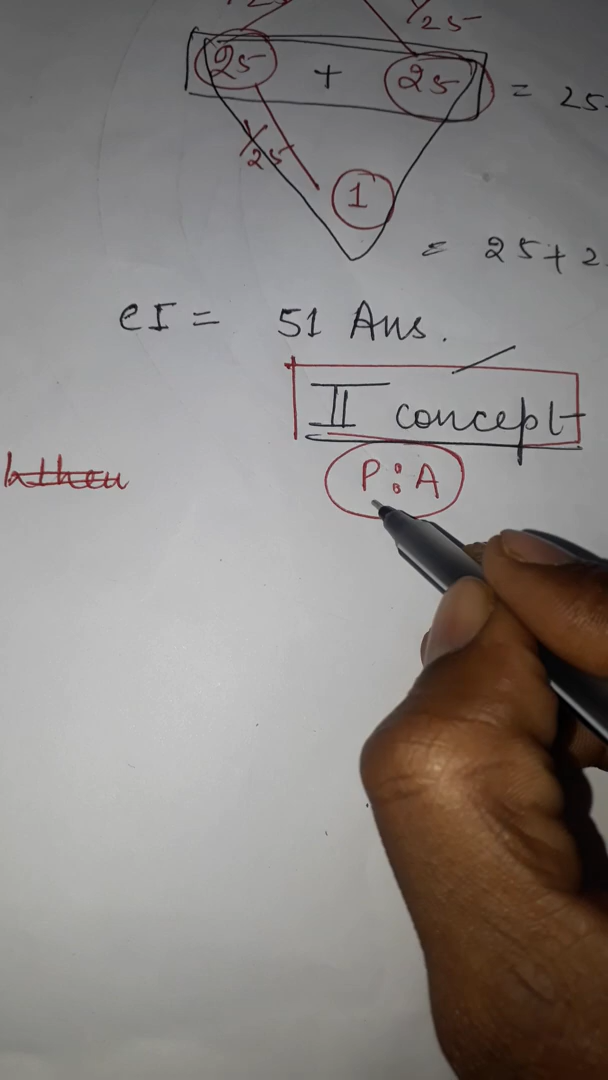 1/25
25 + 25 = 25
1/25
1
= 25+2
CI = 51 Ans.
II concept
P:A